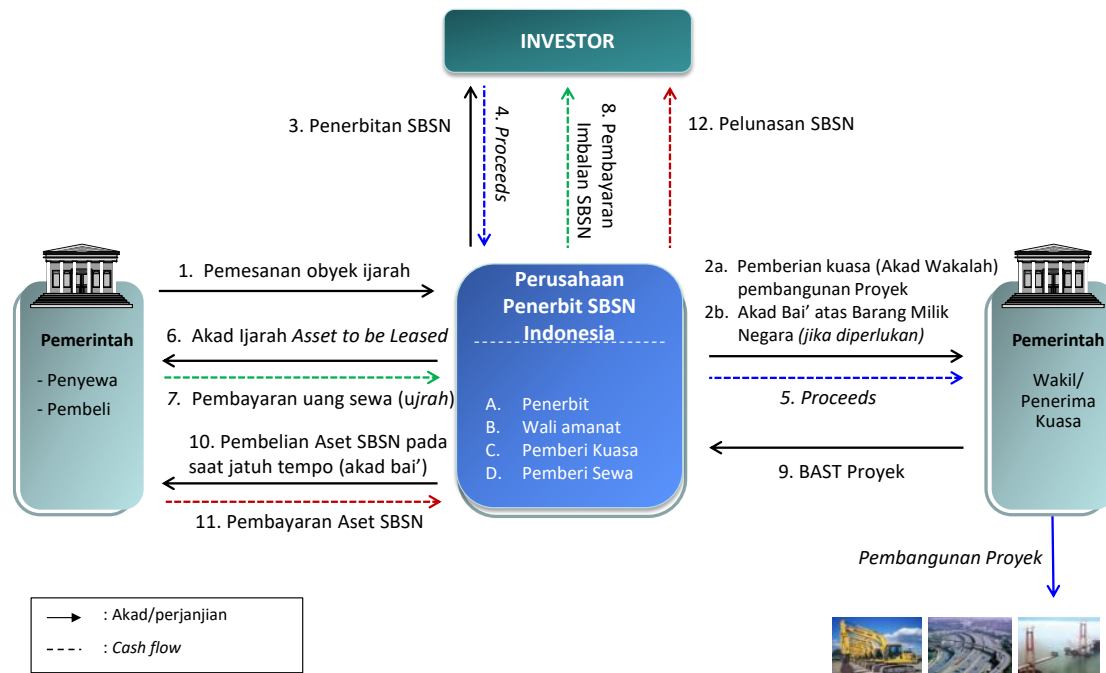 INVESTOR
3. Penerbitan SBSN
4. Proceeds
8. Pembayaran
Imbalan SBSN
12. Pelunasan SBSN
1. Pemesanan obyek ijarah
6. Akad Ijarah Asset to be Leased
7. Pembayaran uang sewa (ujrah)
10. Pembelian Aset SBSN pada
saat jatuh tempo (akad bai’)
11. Pembayaran Aset SBSN
Pemerintah
- Penyewa
- Pembeli
Perusahaan
Penerbit SBSN
Indonesia
A. Penerbit
B. Wali amanat
C. Pemberi Kuasa
D. Pemberi Sewa
2a. Pemberian kuasa (Akad Wakalah)
pembangunan Proyek
2b. Akad Bai’ atas Barang Milik
Negara (jika diperlukan)
5. Proceeds
9. BAST Proyek
Pemerintah
Wakil/
Penerima
Kuasa
Pembangunan Proyek
: Akad/perjanjian
: Cash flow